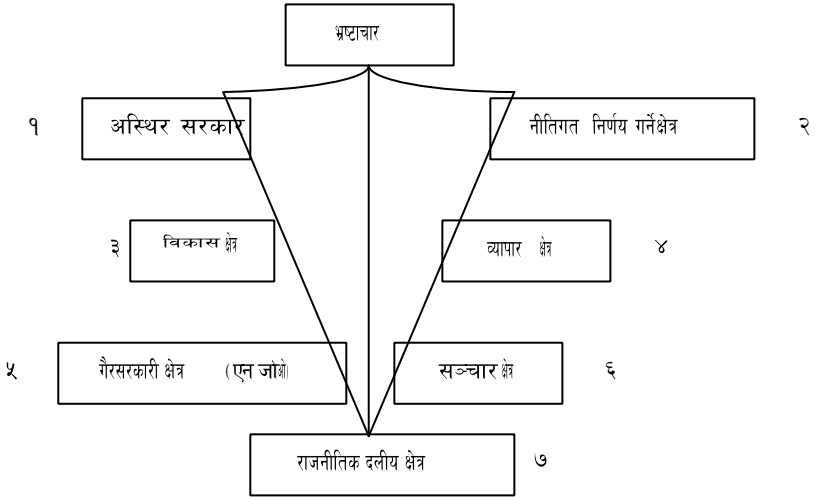 भ्रष्टाचार
१ अस्थिर सरकार नीतिगत निर्णय गर्नेक्षेत्र २
३ विकास क्षेत्र व्यापार क्षेत्र ४
५ गैरसरकारी क्षेत्र (एन जीओ) सञ्चार क्षेत्र ६
राजनीतिक दलीय क्षेत्र ७